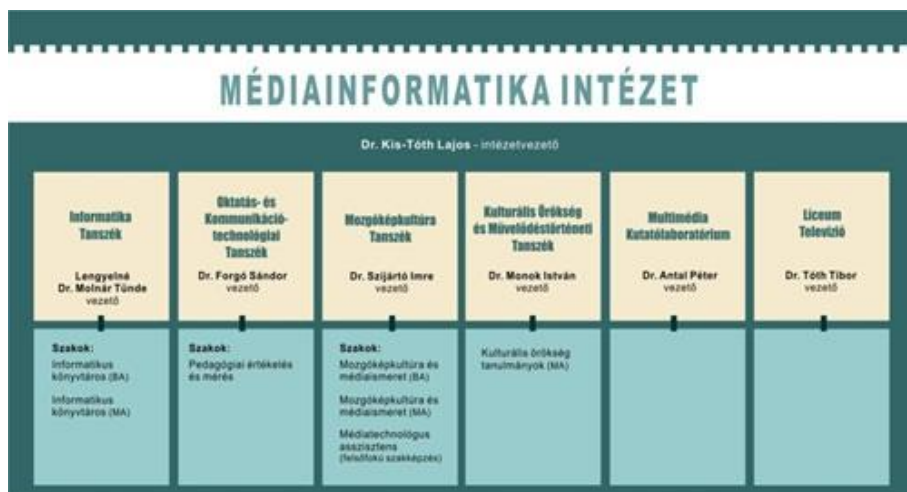 MÉDIAINFORMATIKA INTÉZET
Dr. Kis-Tóth Lajos - intézetvezető
Informatika
Tanszék
Lengyelné
Dr. Molnár Tünde
vezető
Oktatás- és
Kommunikáció-
technológiai
Tanszék
Dr. Forgó Sándor
vezető
Mozgóképkultúra
Tanszék
Dr. Szíjártó Imre
vezető
Kulturális Örökség
és Művelődéstörténeti
Tanszék
Dr. Monok István
vezető
Multimédia
Kutatólaboratórium
Dr. Antal Péter
vezető
Líceum
Televízió
Dr. Tóth Tibor
vezető
Szakok:
Informatikus
könyvtáros (BA)
Informatikus
könyvtáros (MA)
Szakok:
Pedagógiai értékelés
és mérés
Szakok:
Mozgóképkultúra és
médiaismeret (BA)
Mozgóképkultúra és
médiaismeret (MA)
Médiatechnológus
asszisztens
(felsőfokú szakképzés)
Kulturális örökség
tanulmányok (MA)